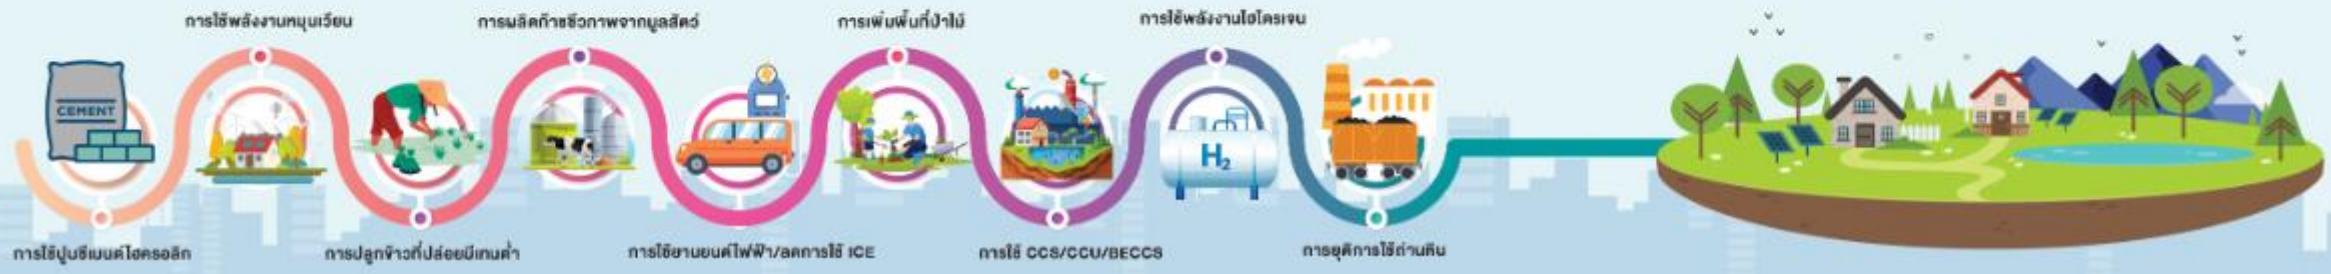 การใช้พลังงานหมุนเวียน
การผลิตก๊าซชีวภาพจากมูลสัตว์
การเพิ่มพื้นที่ป่าไม้
การใช้พลังงานไฮโดรเจน
CEMENT
H₂
การใช้ปูนซีเมนต์ไฮดรอลิก
การปลูกข้าวที่ปล่อยมีเทนต่ำ
การใช้ยานยนต์ไฟฟ้า/ลดการใช้ ICE
การใช้ CCS/CCU/BECCS
การยุติการใช้ถ่านหิน